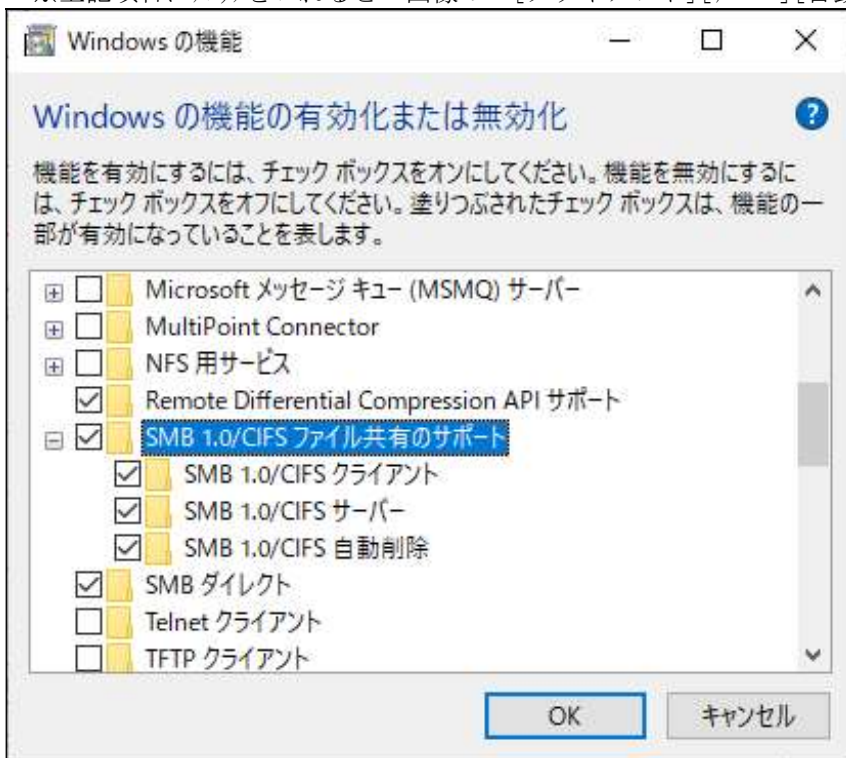 Windows の機能
Windows の機能の有効化または無効化
機能を有効にするには、チェック ボックスをオンにしてください。機能を無効にするに
は、チェック ボックスをオフにしてください。塗りつぶされたチェック ボックスは、機能の一
部が有効になっていることを表します。
Microsoft メッセージ キュー (MSMQ) サーバー
MultiPoint Connector
NFS 用サービス
Remote Differential Compression API サポート
SMB 1.0/CIFS ファイル共有のサポート
SMB 1.0/CIFS クライアント
SMB 1.0/CIFS サーバー
SMB 1.0/CIFS 自動削除
SMB ダイレクト
Telnet クライアント
TFTP クライアント
OK キャンセル